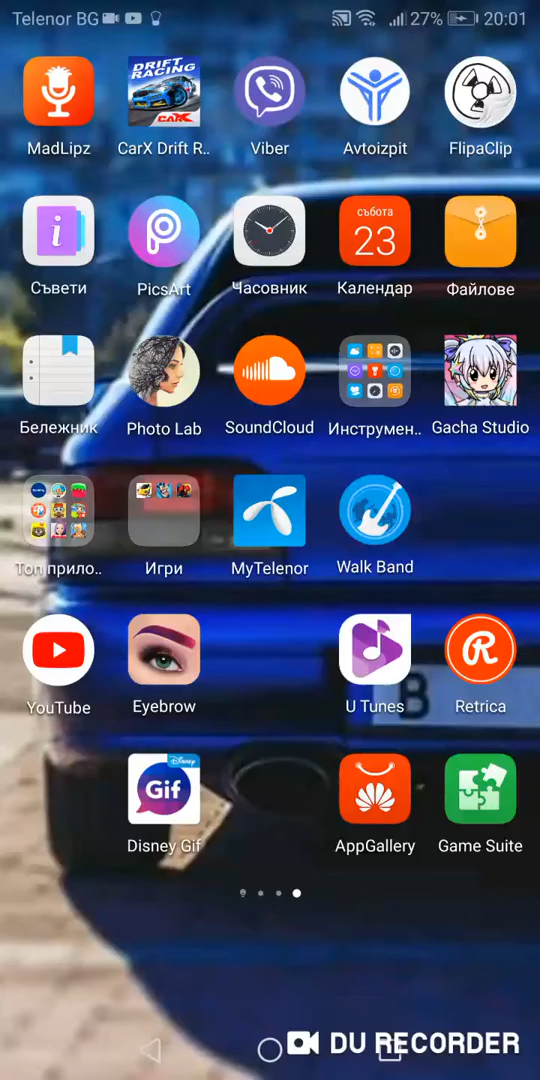 Telenor BG 27% 20:01
DRIFT
RACING
CARX
MadLipz CarX Drift R.. Viber Avtoizpit FlipaClip
събота
23
Съвети PicsArt Часовник Календар Файлове
Бележник Photo Lab SoundCloud Инструмен.. Gacha Studio
Топ прило.. Игри MyTelenor Walk Band
YouTube Eyebrow U Tunes Retrica
B
Disney
Gif
Disney Gif AppGallery Game Suite
DU RECORDER